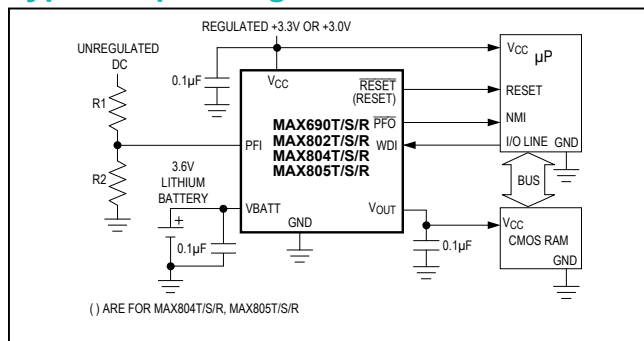 REGULATED +3.3V OR +3.0V
UNREGULATED
DC
R1
R2
0.1µF
VCC
RESET
(RESET)
MAX690T/S/R
MAX802T/S/R
MAX804T/S/R
MAX805T/S/R
PFO
PFI
WDI
3.6V
LITHIUM
BATTERY
VBATT
+
0.1µF
GND
VOUT
0.1µF
VCC
µP
RESET
NMI
I/O LINE
GND
BUS
VCC
CMOS RAM
GND
( ) ARE FOR MAX804T/S/R, MAX805T/S/R